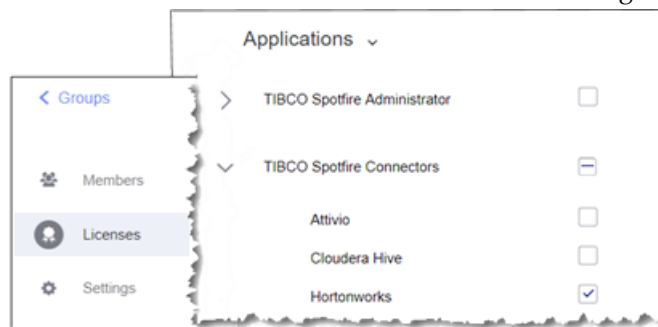 Applications
Groups
TIBCO Spotfire Administrator
TIBCO Spotfire Connectors
Members
Attivio
Licenses
Cloudera Hive
Settings
Hortonworks